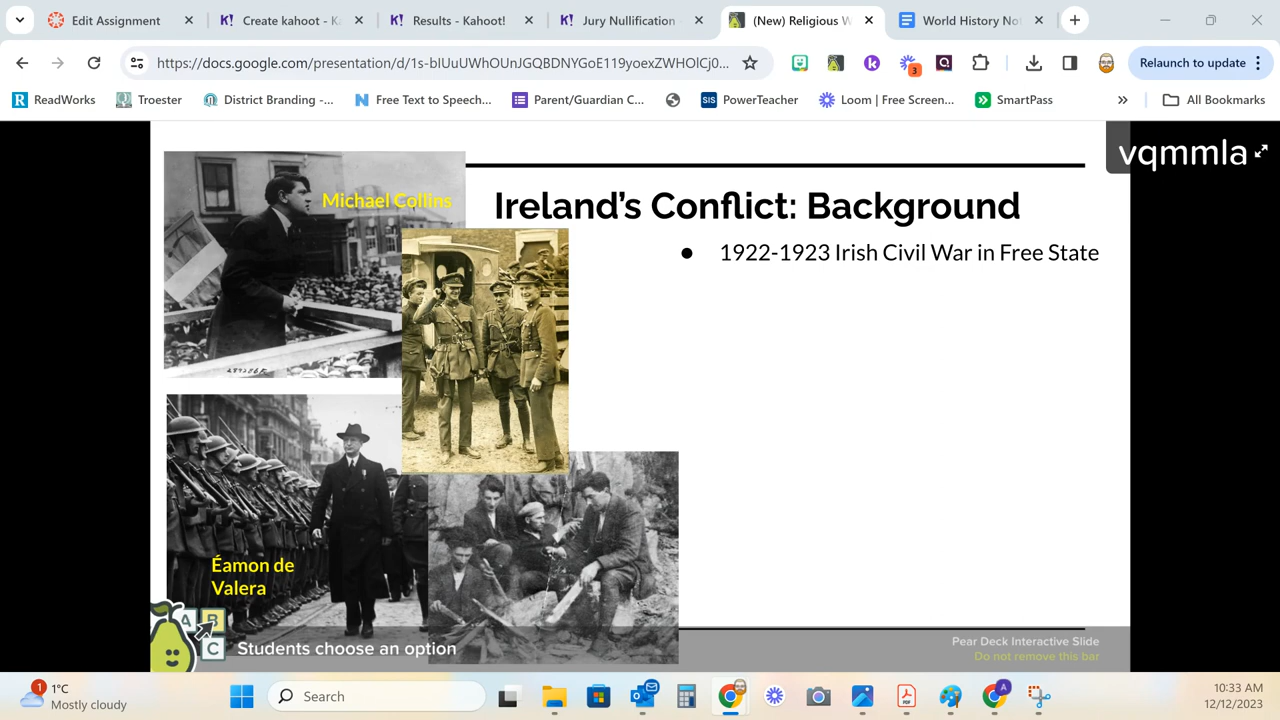 Edit Assignment
Create kahoot - K
Results - Kahoot!
Jury Nullification
(New) Religious W
World History No
https://docs.google.com/presentation/d/1s-bIUuUWhOUnJGQBDNYGoE119yoexZWHOlCj0...
3
Relaunch to update
ReadWorks
Troester
District Branding -...
Free Text to Speech...
Parent/Guardian C...
SIS
PowerTeacher
Loom | Free Screen...
SmartPass
All Bookmarks
vqmmla
Michael Collins
Ireland’s Conflict: Background
● 1922-1923 Irish Civil War in Free State
Éamon de
Valera
A B
C
Students choose an option
Pear Deck Interactive Slide
Do not remove this bar
1
1°C
Mostly cloudy
Search
A
10:33 AM
12/12/2023